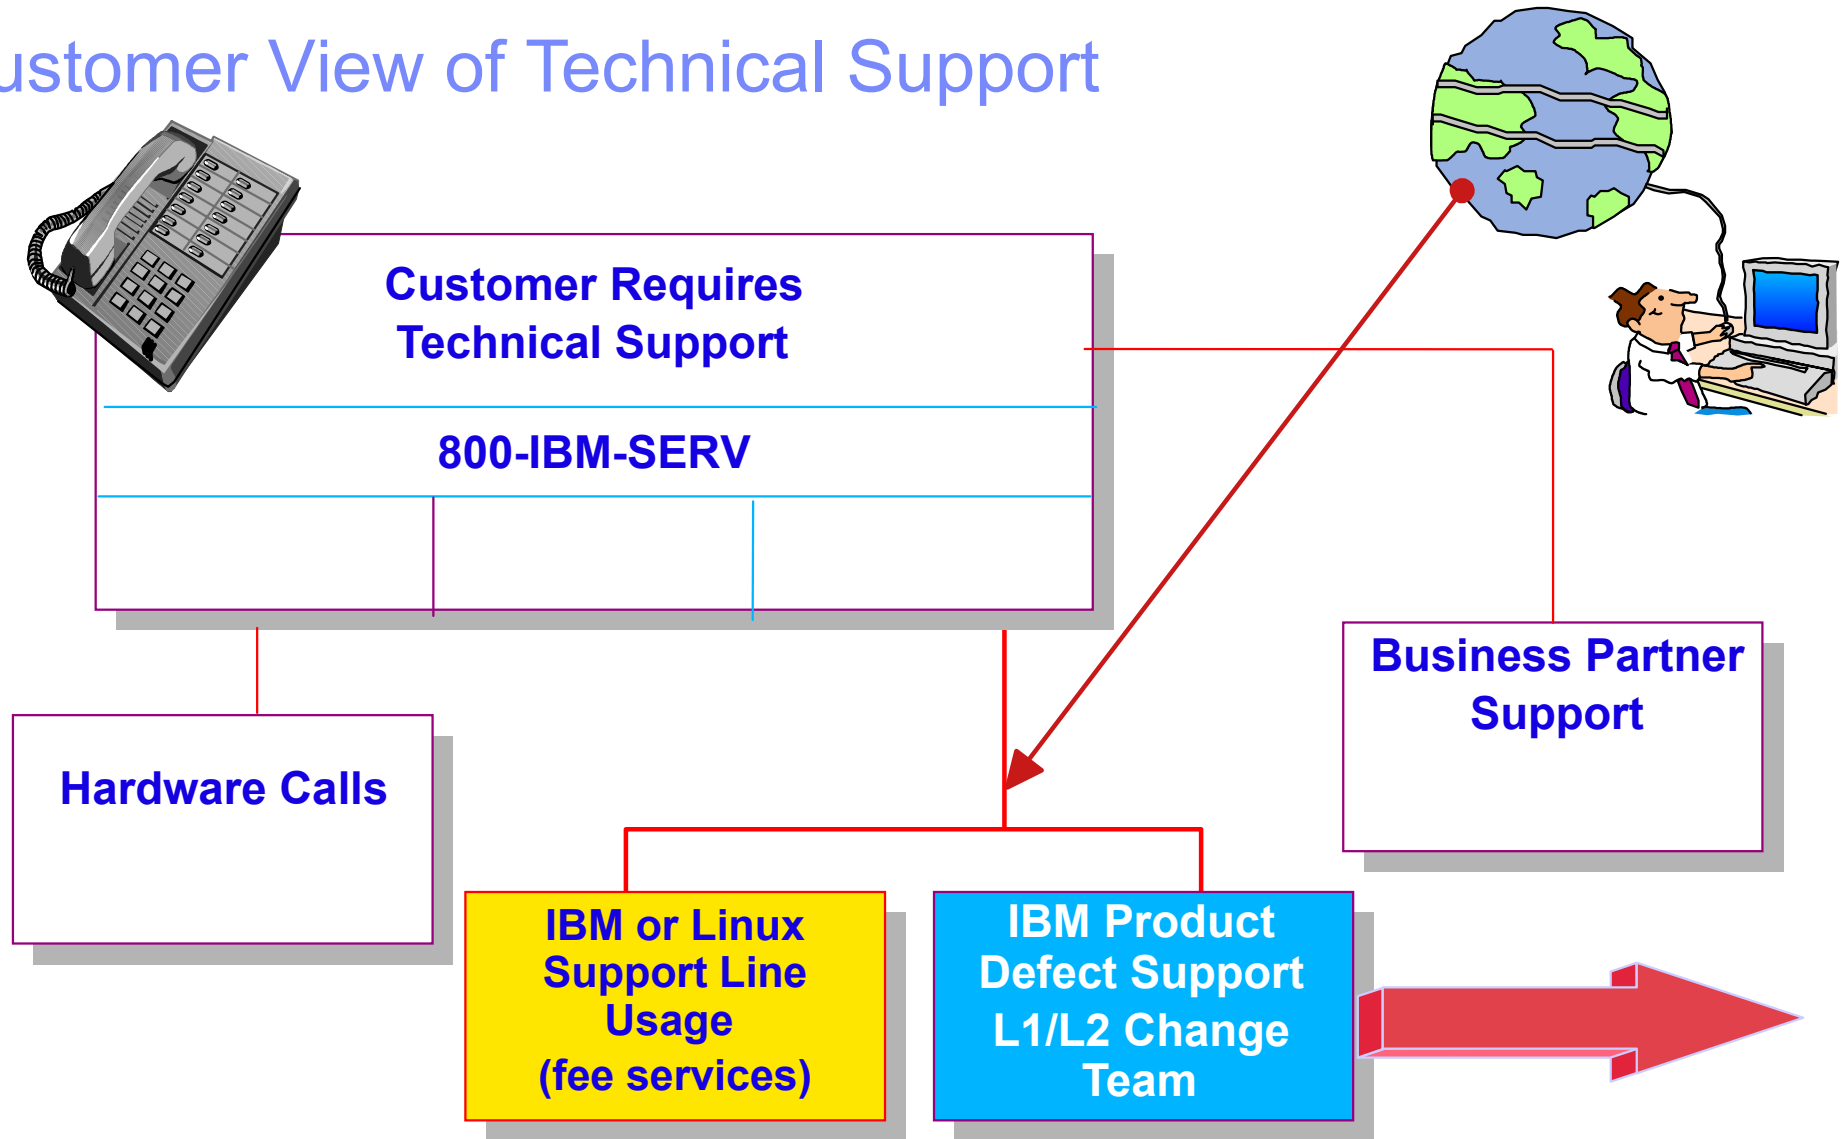 ustomer View of Technical Support
Customer Requires
Technical Support
800-IBM-SERV
Business Partner
Support
Hardware Calls
IBM or Linux
Support Line
Usage
(fee services)
IBM Product
Defect Support
L1/L2 Change
Team